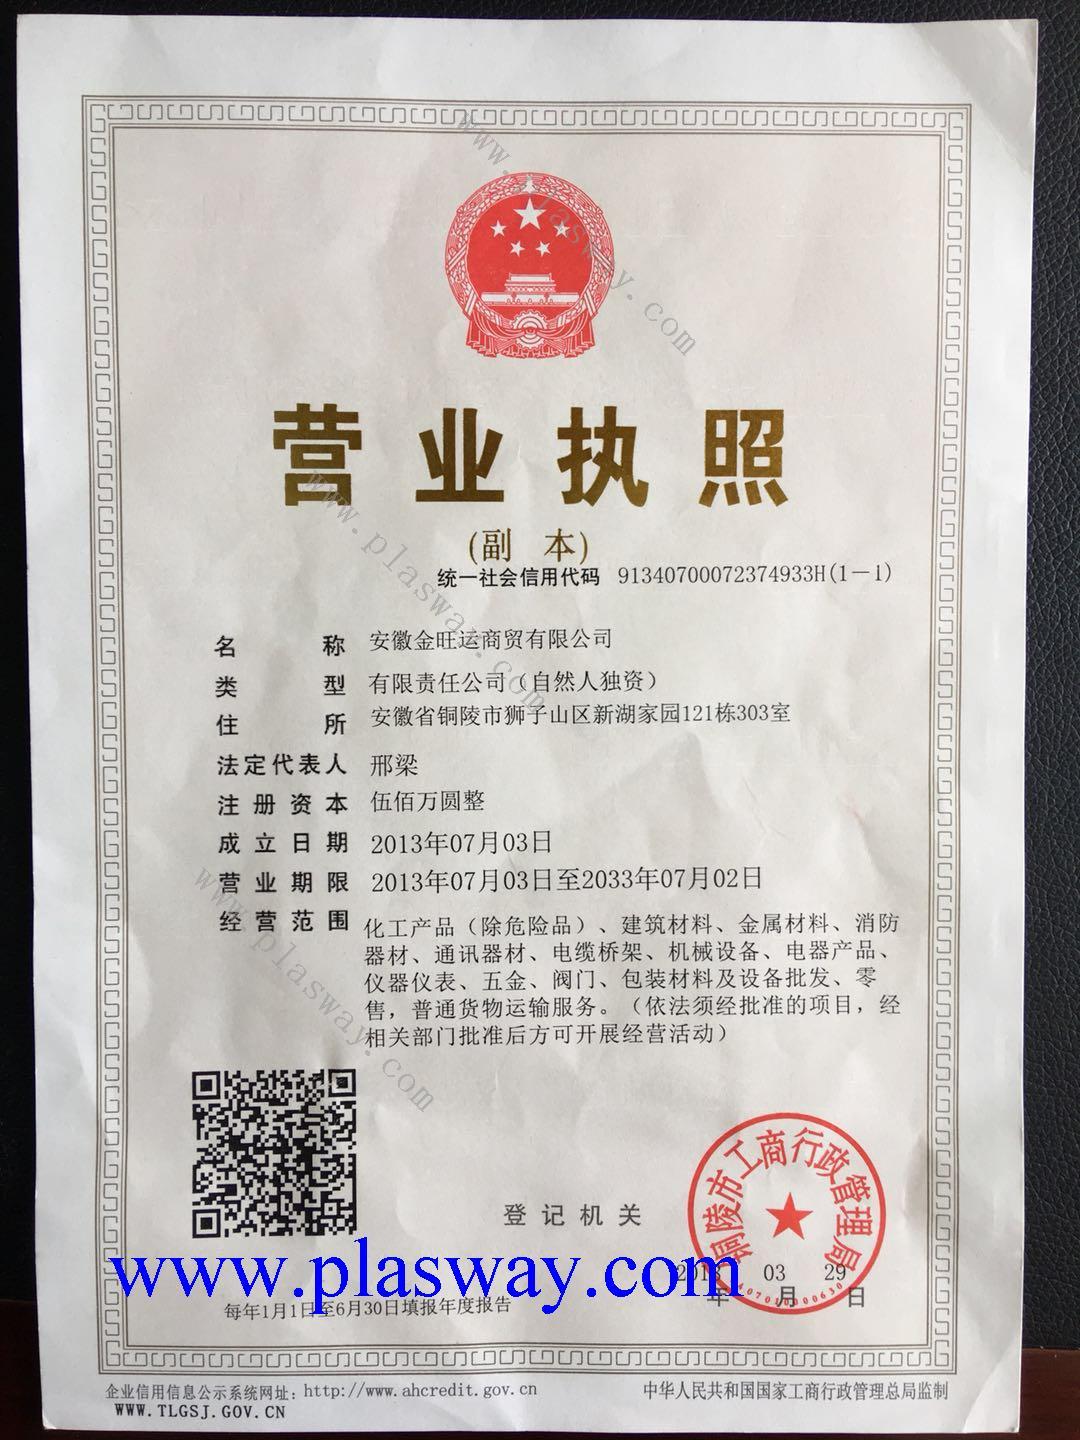 营业执照
(副 本)
统一社会信用代码 91340700072374933H(1-1)
名称 安徽金旺运商贸有限公司
类型 有限责任公司（自然人独资）
住所 安徽省铜陵市狮子山区新湖家园121栋303室
法定代表人 邢梁
注册资本 伍佰万圆整
成立日期 2013年07月03日
营业期限 2013年07月03日至2033年07月02日
经营范围 化工产品（除危险品）、建筑材料、金属材料、消防
器材、通讯器材、电缆桥架、机械设备、电器产品、
仪器仪表、五金、阀门、包装材料及设备批发、零
售，普通货物运输服务。（依法须经批准的项目，经
相关部门批准后方可开展经营活动）
登记机关
铜陵市工商行政管理局
03 29
年 月 日
www.plasway.com
每年1月1日至6月30日填报年度报告
企业信用信息公示系统网址：http://www.ahcredit.gov.cn
WWW.TLGSJ.GOV.CN
中华人民共和国国家工商行政管理总局监制
www.plasway.com
www.plasway.com
www.plasway.com